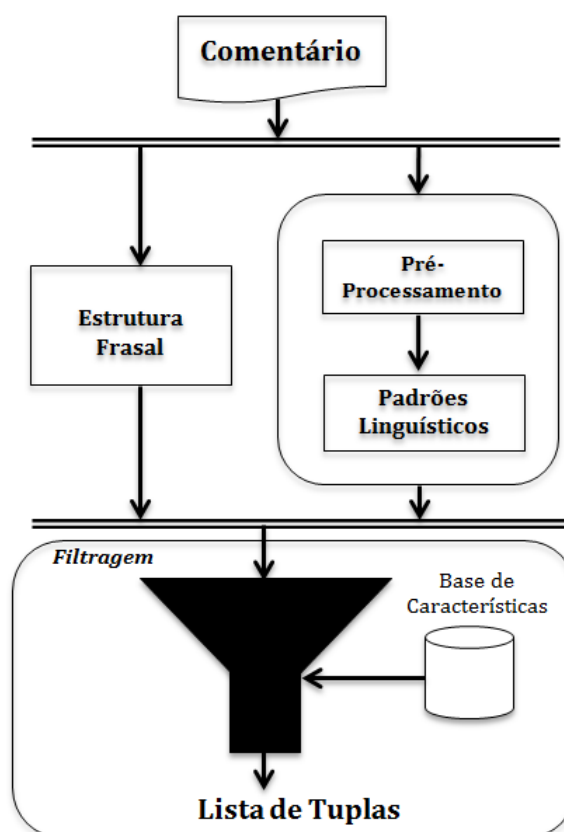 Comentário
Estrutura
Frasal
Pré-
Processamento
Padrões
Linguísticos
Filtragem
Base de
Características
Lista de Tuplas